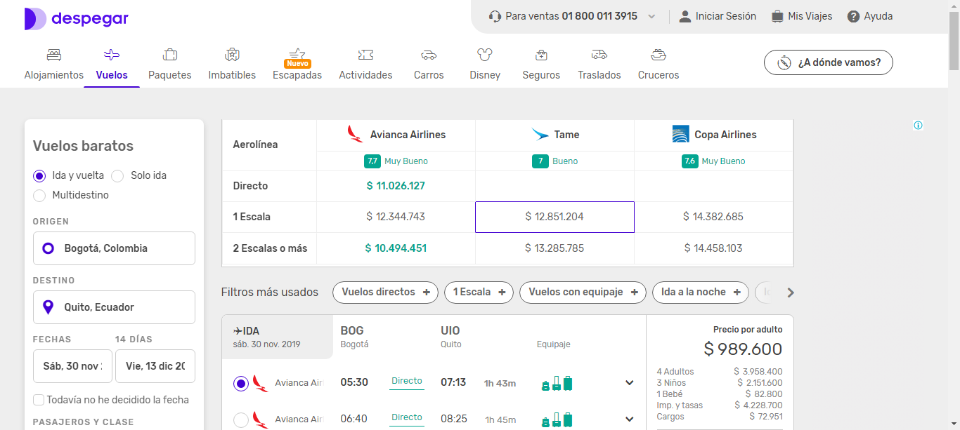 despegar
Para ventas 01 800 011 3915
Iniciar Sesión
Mis Viajes
Ayuda
Alojamientos
Vuelos
Paquetes
Imbatibles
Nuevo
Escapadas
Actividades
Carros
Disney
Seguros
Traslados
Cruceros
¿A dónde vamos?
Vuelos baratos
Ida y vuelta
Solo ida
Multidestino
ORIGEN
Bogotá, Colombia
DESTINO
Quito, Ecuador
FECHAS 14 DÍAS
Sáb, 30 nov Vie, 13 dic
Todavía no he decidido la fecha
PASAJEROS Y CLASE
Aerolínea Avianca Airlines Tame Copa Airlines
7.7 Muy Bueno 7 Bueno 7.6 Muy Bueno
Directo $ 11.026.127
1 Escala $ 12.344.743 $ 12.851.204 $ 14.382.685
2 Escalas o más $ 10.494.451 $ 13.285.785 $ 14.458.103
Filtros más usados Vuelos directos + 1 Escala + Vuelos con equipaje + Ida a la noche +
IDA BOG UIO
sáb. 30 nov. 2019 Bogotá Quito Equipaje
Avianca Air 05:30 Directo 07:13 1h 43m
Avianca Air 06:40 Directo 08:25 1h 45m
Precio por adulto
$ 989.600
4 Adultos $ 3.958.400
3 Niños $ 2.151.600
1 Bebé $ 82.800
Imp. y tasas $ 4.228.700
Cargos $ 72.951